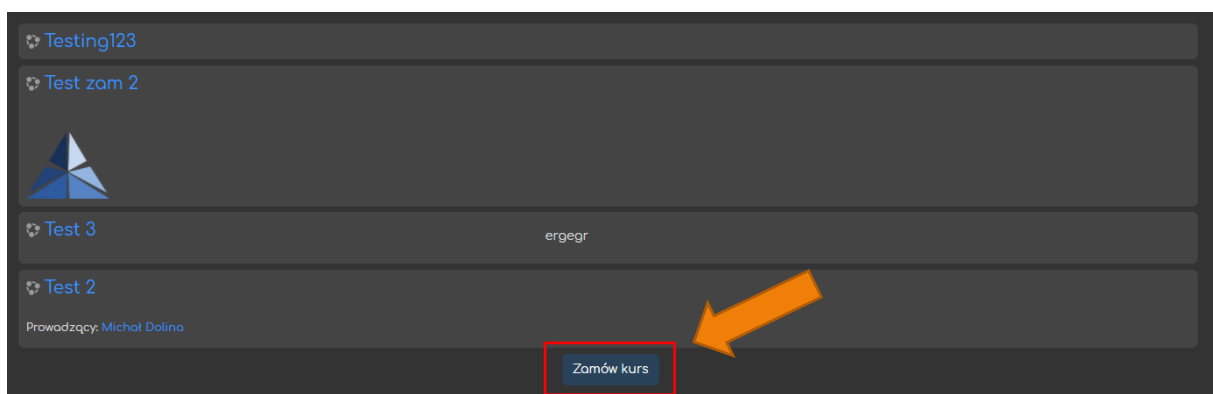 Testing123
Test zam 2
Test 3
ergegr
Test 2
Prowadzący: Michał Dolina
Zamów kurs